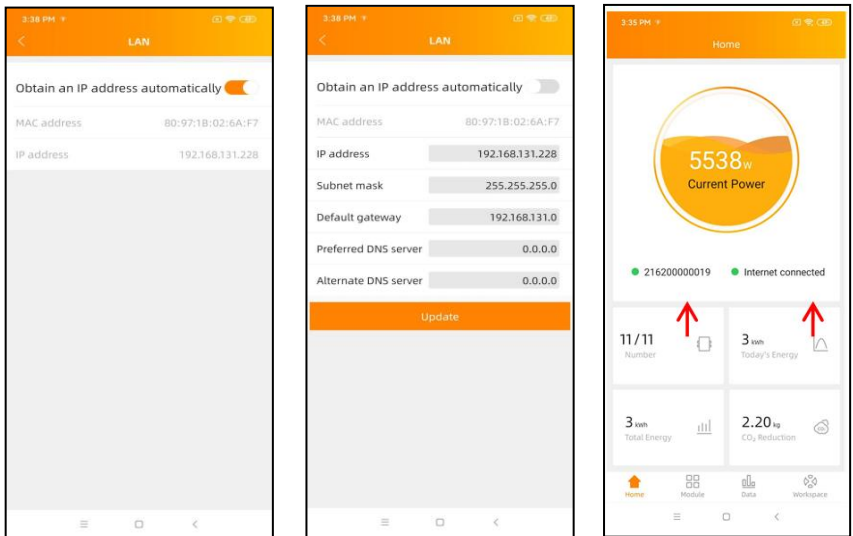 3:38 PM
LAN
Obtain an IP address automatically
MAC address 80:97:1B:02:6A:F7
IP address 192.168.131.228
3:38 PM
LAN
Obtain an IP address automatically
MAC address 80:97:1B:02:6A:F7
IP address 192.168.131.228
Subnet mask 255.255.255.0
Default gateway 192.168.131.0
Preferred DNS server 0.0.0.0
Alternate DNS server 0.0.0.0
Update
3:35 PM
Home
5538 W
Current Power
216200000019 Internet connected
11/11 3 kWh
Number Today's Energy
3 kWh 2.20 kg
Total Energy CO₂ Reduction
Home Module Data Workspace